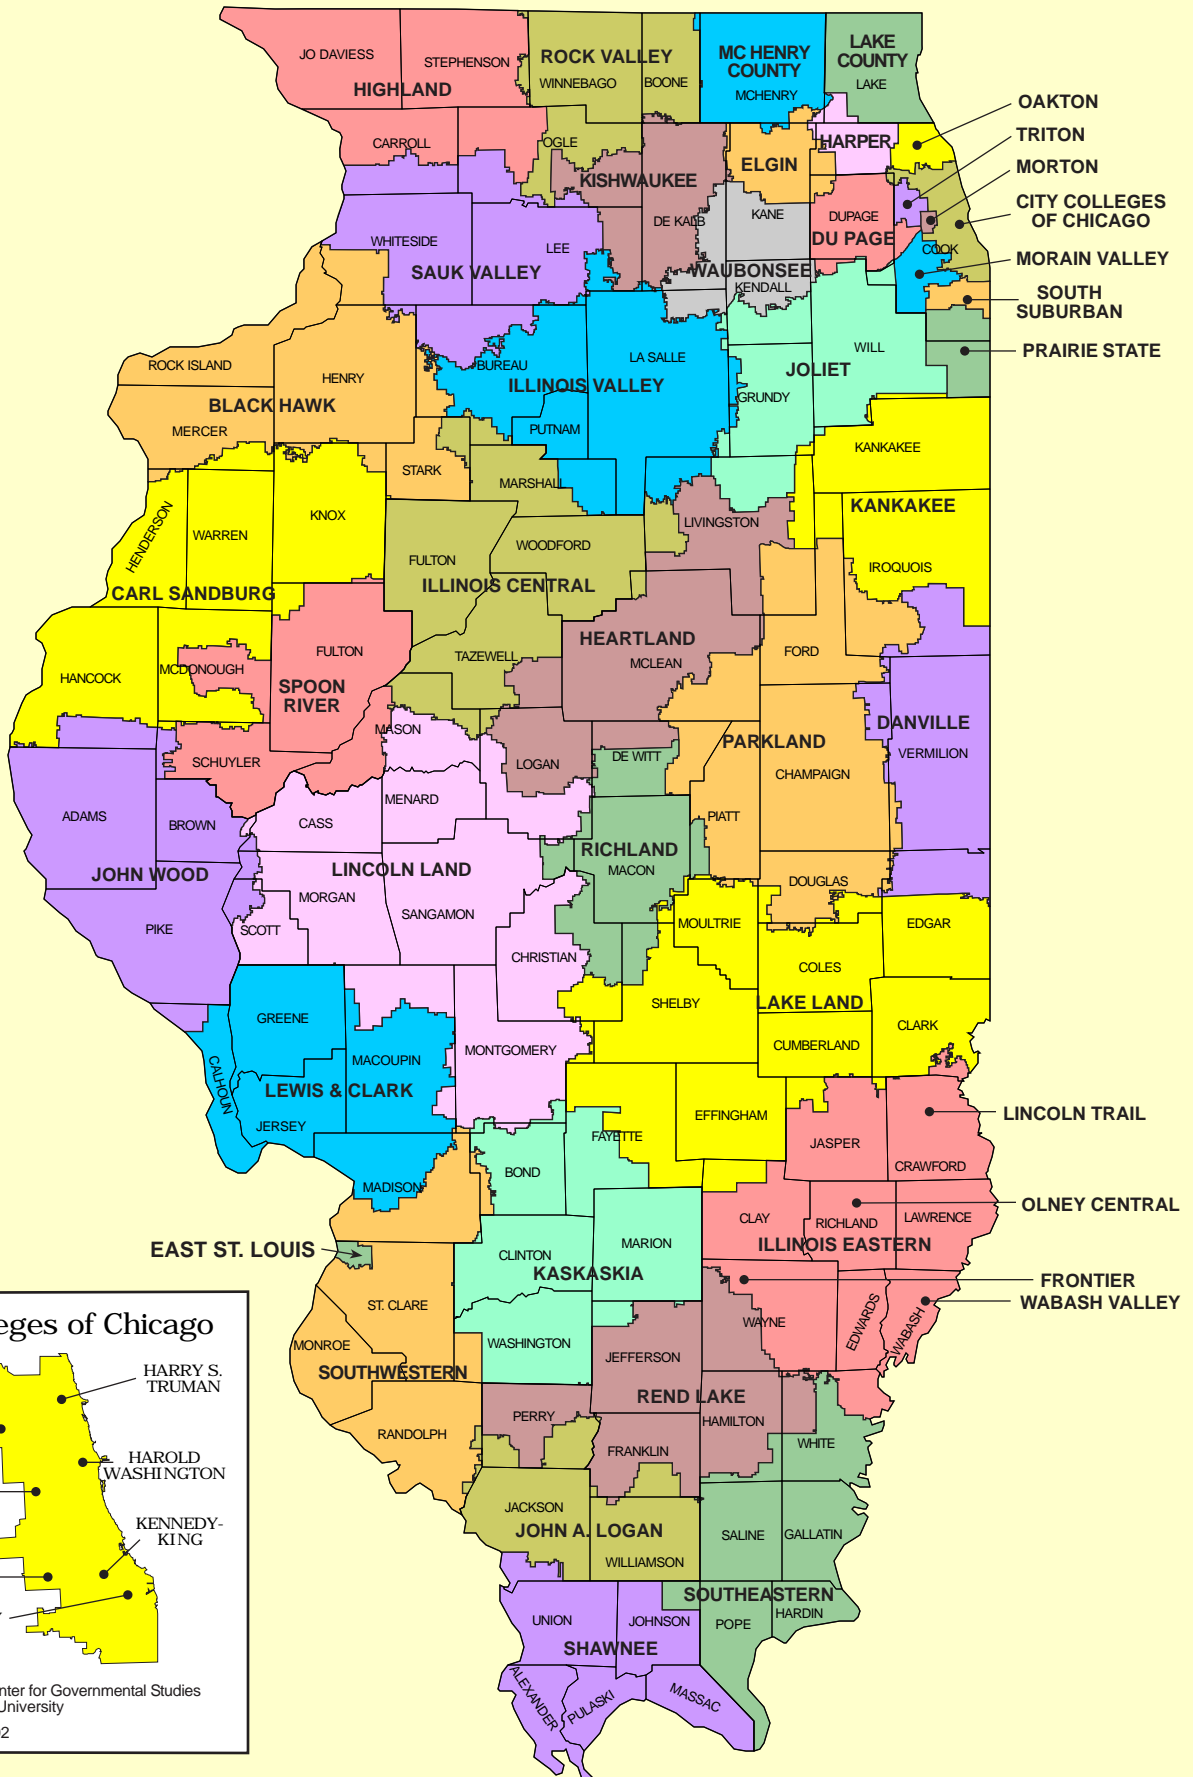 JO DAVIESS
STEPHENSON
HIGHLAND
ROCK VALLEY
WINNEBAGO
BOONE
MC HENRY
COUNTY
MCHENRY
LAKE
COUNTY
LAKE
OAKTON
TRITON
MORTON
CITY COLLEGES
OF CHICAGO
MORAIN VALLEY
SOUTH
SUBURBAN
PRAIRIE STATE
CARROLL
OGLE
KISHWAUKEE
ELGIN
HARPER
DE KALB
KANE
DUPAGE
DU PAGE
COOK
WHITESIDE
LEE
SAUK VALLEY
WAUBONSEE
KENDALL
ROCK ISLAND
HENRY
BUREAU
LA SALLE
ILLINOIS VALLEY
WILL
JOLIET
GRUNDY
BLACK HAWK
MERCER
PUTNAM
STARK
MARSHALL
KANKAKEE
KANKAKEE
HENDERSON
WARREN
KNOX
LIVINGSTON
WOODFORD
FULTON
ILLINOIS CENTRAL
IROQUOIS
CARL SANDBURG
HEARTLAND
MCLEAN
FORD
HANCOCK
MCDONOUGH
FULTON
SPOON
RIVER
TAZEWELL
MASON
SCHUYLER
LOGAN
DE WITT
PARKLAND
CHAMPAIGN
DANVILLE
VERMILION
ADAMS
BROWN
CASS
MENARD
PIATT
JOHN WOOD
LINCOLN LAND
RICHLAND
MACON
MORGAN
SANGAMON
DOUGLAS
PIKE
SCOTT
CHRISTIAN
MOULTRIE
EDGAR
COLES
SHELBY
LAKE LAND
CLARK
CUMBERLAND
GREENE
CALHOUN
MACOUPIN
MONTGOMERY
LEWIS & CLARK
JERSEY
EFFINGHAM
FAYETTE
JASPER
LINCOLN TRAIL
CRAWFORD
BOND
MADISON
CLAY
RICHLAND
LAWRENCE
OLNEY CENTRAL
ILLINOIS EASTERN
EAST ST. LOUIS
CLINTON
MARION
KASKASKIA
FRONTIER
WABASH VALLEY
ST. CLARE
WAYNE
EDWARDS
WABASH
MONROE
WASHINGTON
JEFFERSON
SOUTHWESTERN
REND LAKE
RANDOLPH
PERRY
HAMILTON
FRANKLIN
WHITE
JACKSON
JOHN A. LOGAN
WILLIAMSON
SALINE
GALLATIN
SOUTHEASTERN
UNION
JOHNSON
POPE
HARDIN
SHAWNEE
ALEXANDER
PULASKI
MASSAC
eges of Chicago
HARRY S.
TRUMAN
HAROLD
WASHINGTON
KENNEDY-
KING
nter for Governmental Studies
University